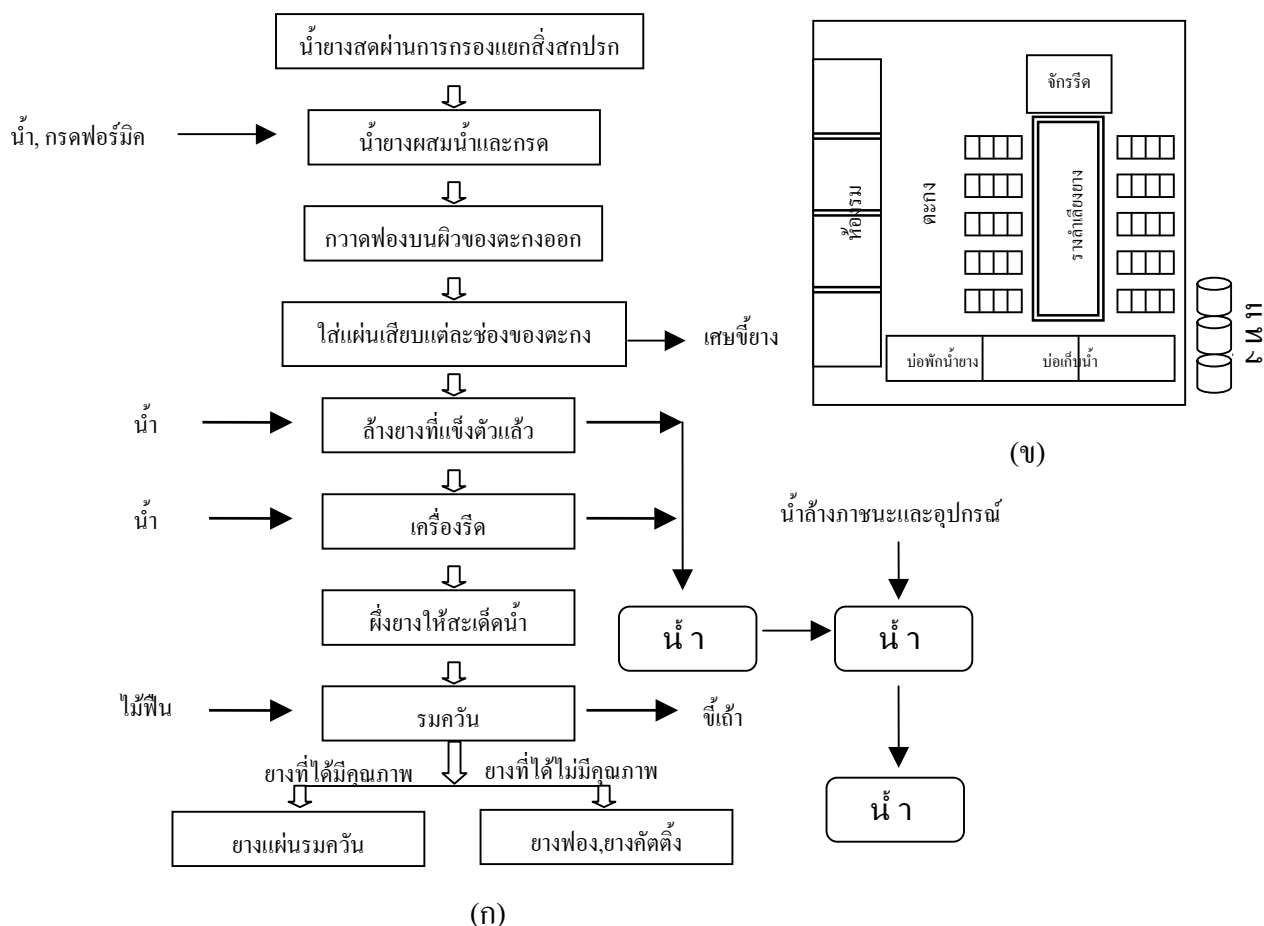 น้ำยางสดผ่านการกรองแยกสิ่งสกปรก
น้ำ, กรดฟอร์มิค
น้ำยางผสมน้ำและกรด
กวาดฟองบนผิวของตะกงออก
ใส่แผ่นเสียบแต่ละช่องของตะกง
เศษขี้ยาง
น้ำ
ล้างยางที่แข็งตัวแล้ว
น้ำ
เครื่องรีด
ผึ่งยางให้สะเด็ดน้ำ
ไม้ฟืน
รมควัน
ขี้เถ้า
ยางที่ได้มีคุณภาพ
ยางที่ได้ไม่มีคุณภาพ
ยางแผ่นรมควัน
ยางฟอง,ยางคัตติ้ง
(ก)
จักรรีด
ห้องรม
ตะกง
รางลำเลียงยาง
บ่อพักน้ำยาง
บ่อเก็บน้ำ
(ข)
น้ำล้างภาชนะและอุปกรณ์
น้ำ
น้ำ
น้ำ